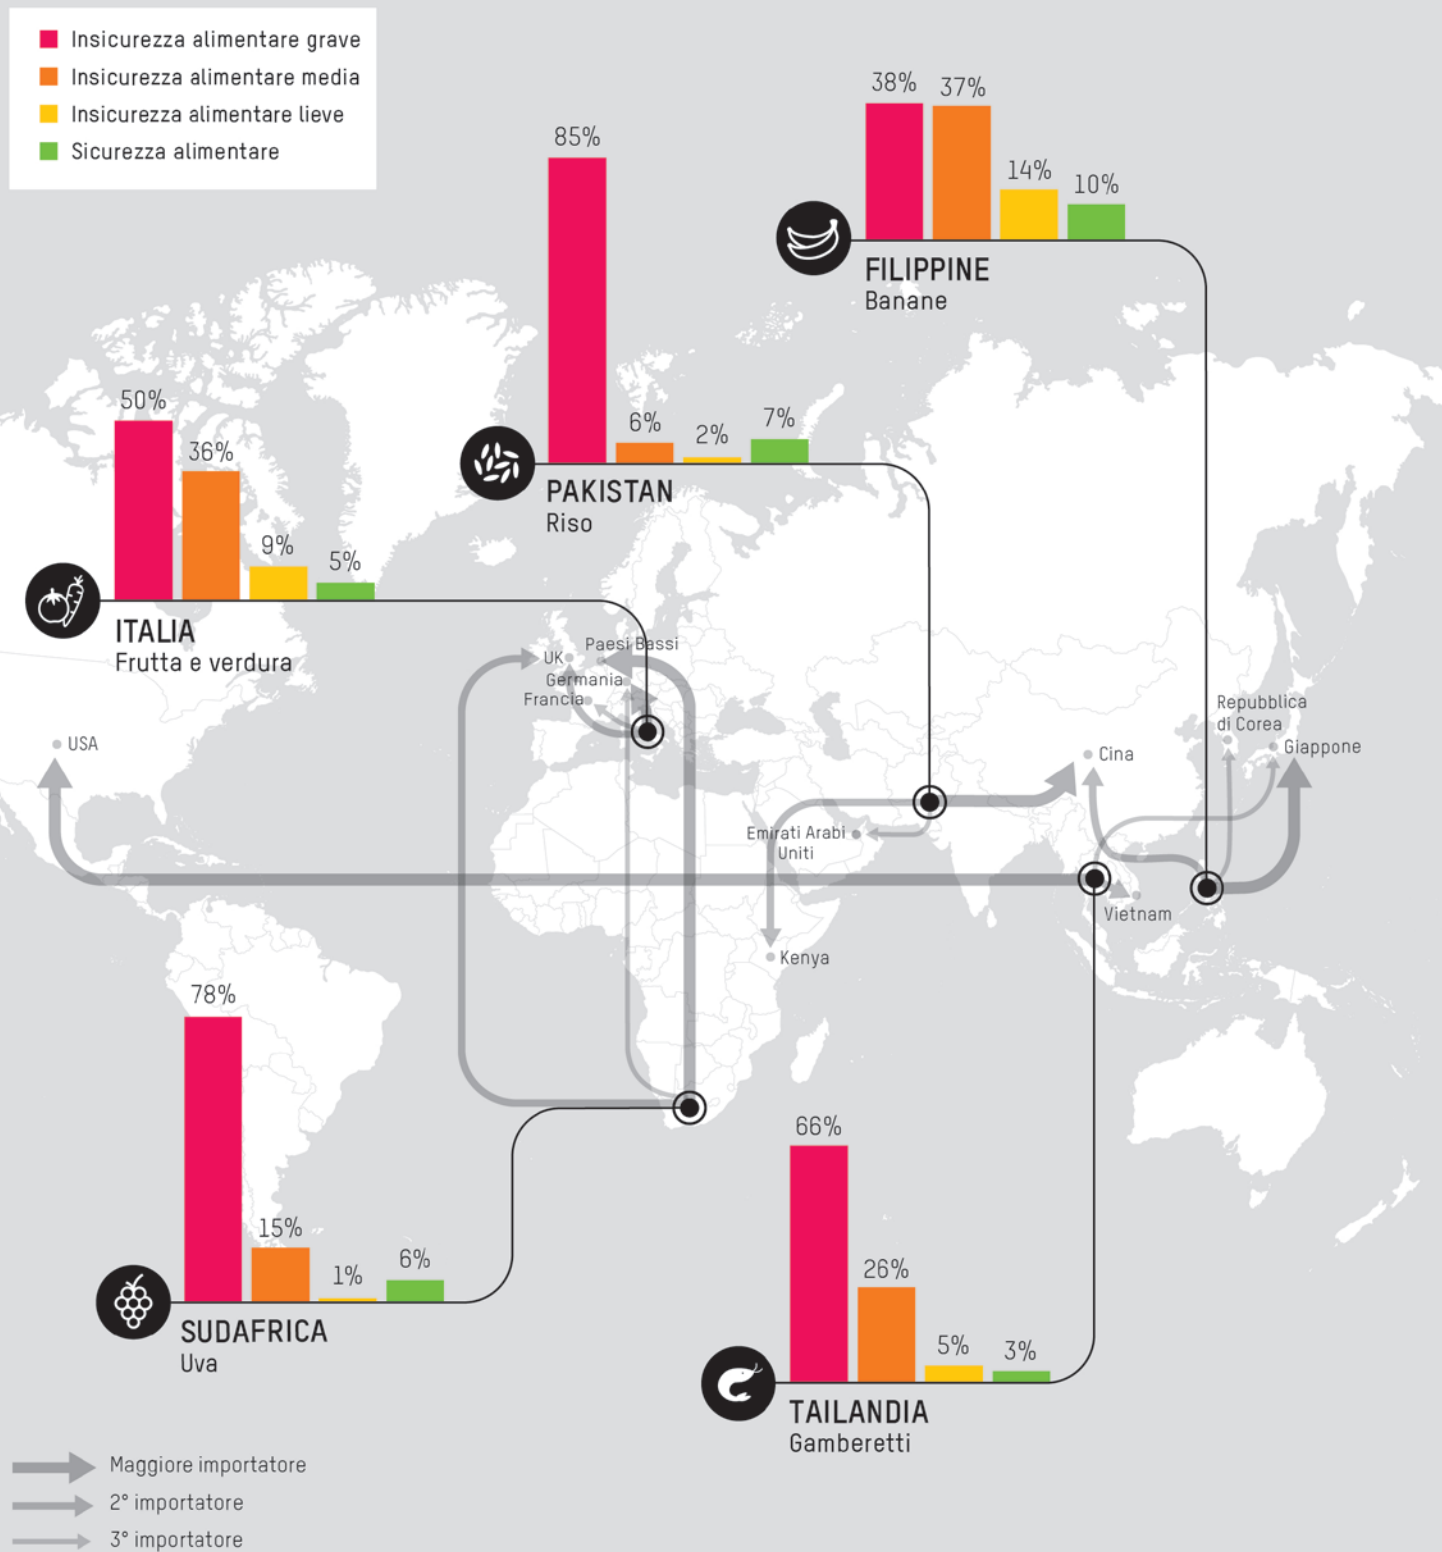 Insicurezza alimentare grave
Insicurezza alimentare media
Insicurezza alimentare lieve
Sicurezza alimentare
38%
37%
14%
10%
FILIPPINE
Banane
85%
6%
2%
7%
PAKISTAN
Riso
50%
36%
9%
5%
ITALIA
Frutta e verdura
Paesi Bassi
UK
Germania
Francia
USA
Repubblica
di Corea
Giappone
Cina
Emirati Arabi
Uniti
Vietnam
Kenya
78%
15%
1%
6%
SUDAFRICA
Uva
66%
26%
5%
3%
TAILANDIA
Gamberetti
Maggiore importatore
2° importatore
3° importatore